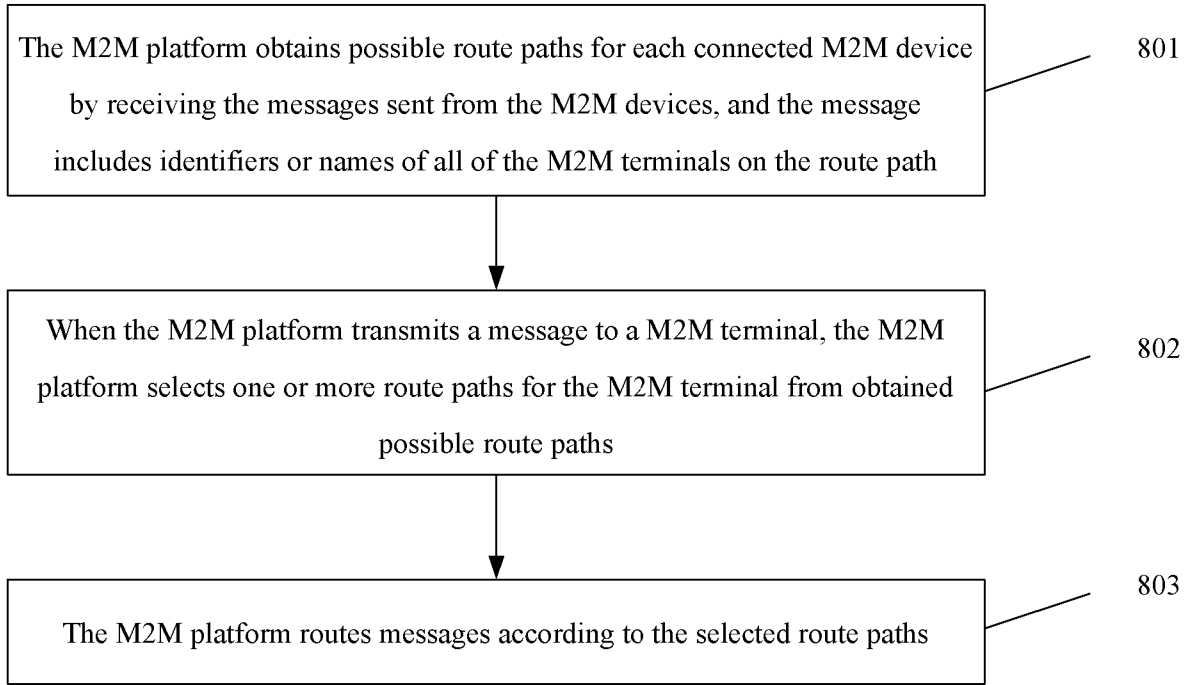 The M2M platform obtains possible route paths for each connected M2M device
by receiving the messages sent from the M2M devices, and the message
includes identifiers or names of all of the M2M terminals on the route path
801
When the M2M platform transmits a message to a M2M terminal, the M2M
platform selects one or more route paths for the M2M terminal from obtained
possible route paths
802
The M2M platform routes messages according to the selected route paths
803